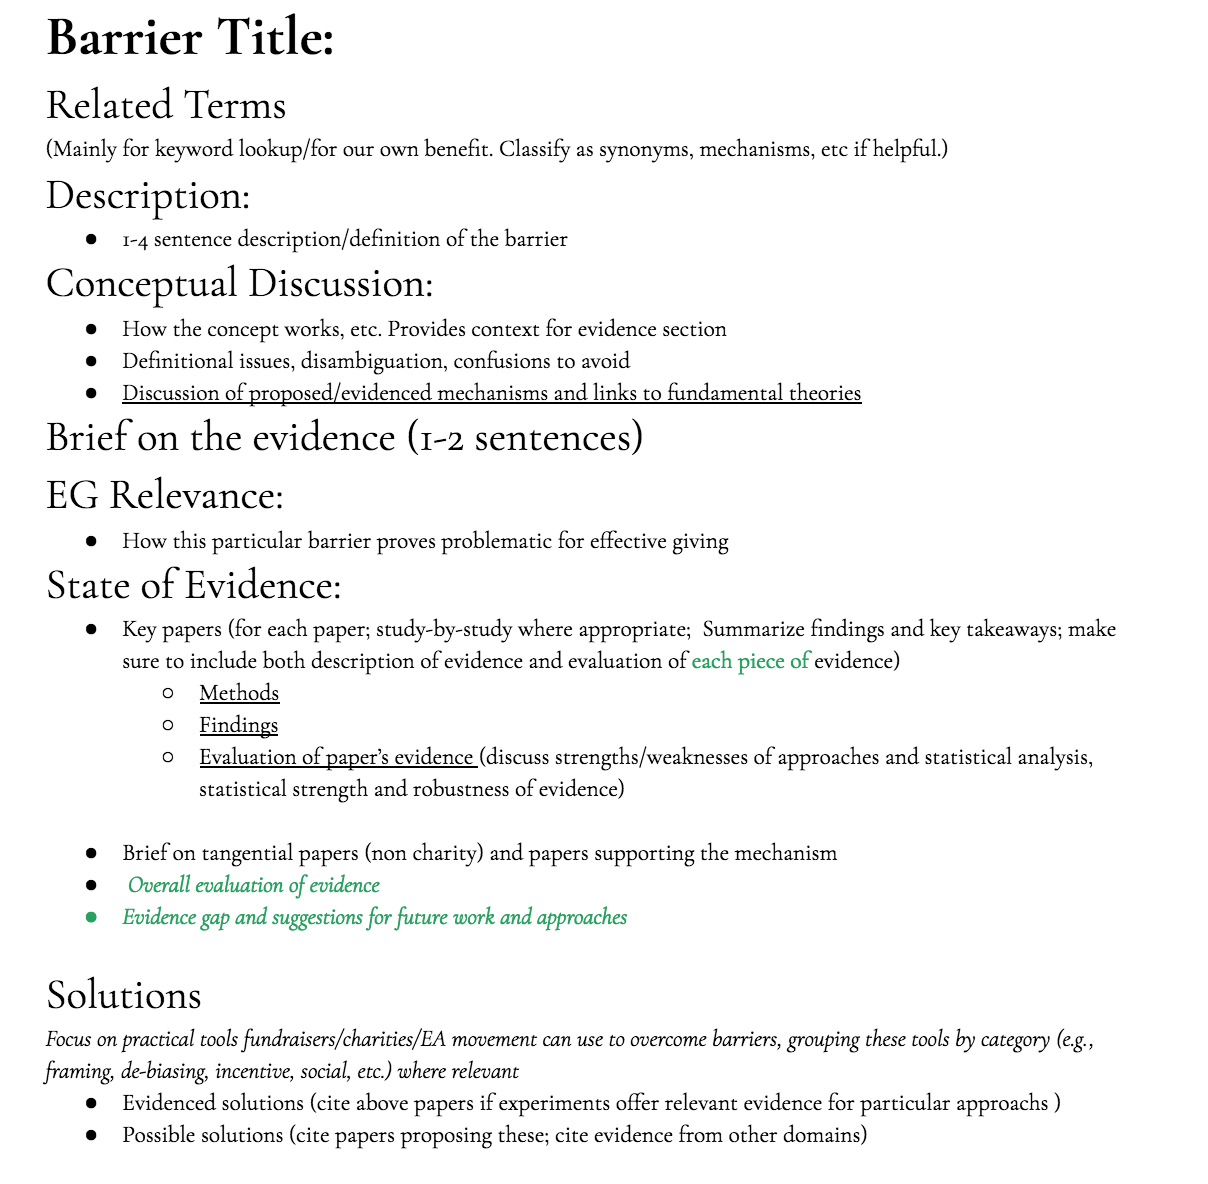 Barrier Title:
Related Terms
(Mainly for keyword lookup/for our own benefit. Classify as synonyms, mechanisms, etc if helpful.)
Description:
● 1-4 sentence description/definition of the barrier
Conceptual Discussion:
● How the concept works, etc. Provides context for evidence section
● Definitional issues, disambiguation, confusions to avoid
● Discussion of proposed/evidenced mechanisms and links to fundamental theories
Brief on the evidence (1-2 sentences)
EG Relevance:
● How this particular barrier proves problematic for effective giving
State of Evidence:
● Key papers (for each paper; study-by-study where appropriate;  Summarize findings and key takeaways; make
sure to include both description of evidence and evaluation of each piece of evidence)
○ Methods
○ Findings
○ Evaluation of paper's evidence (discuss strengths/weaknesses of approaches and statistical analysis,
statistical strength and robustness of evidence)
● Brief on tangential papers (non charity) and papers supporting the mechanism
● Overall evaluation of evidence
● Evidence gap and suggestions for future work and approaches
Solutions
Focus on practical tools fundraisers/charities/EA movement can use to overcome barriers, grouping these tools by category (e.g.,
framing, de-biasing, incentive, social, etc.) where relevant
● Evidenced solutions (cite above papers if experiments offer relevant evidence for particular approachs )
● Possible solutions (cite papers proposing these; cite evidence from other domains)